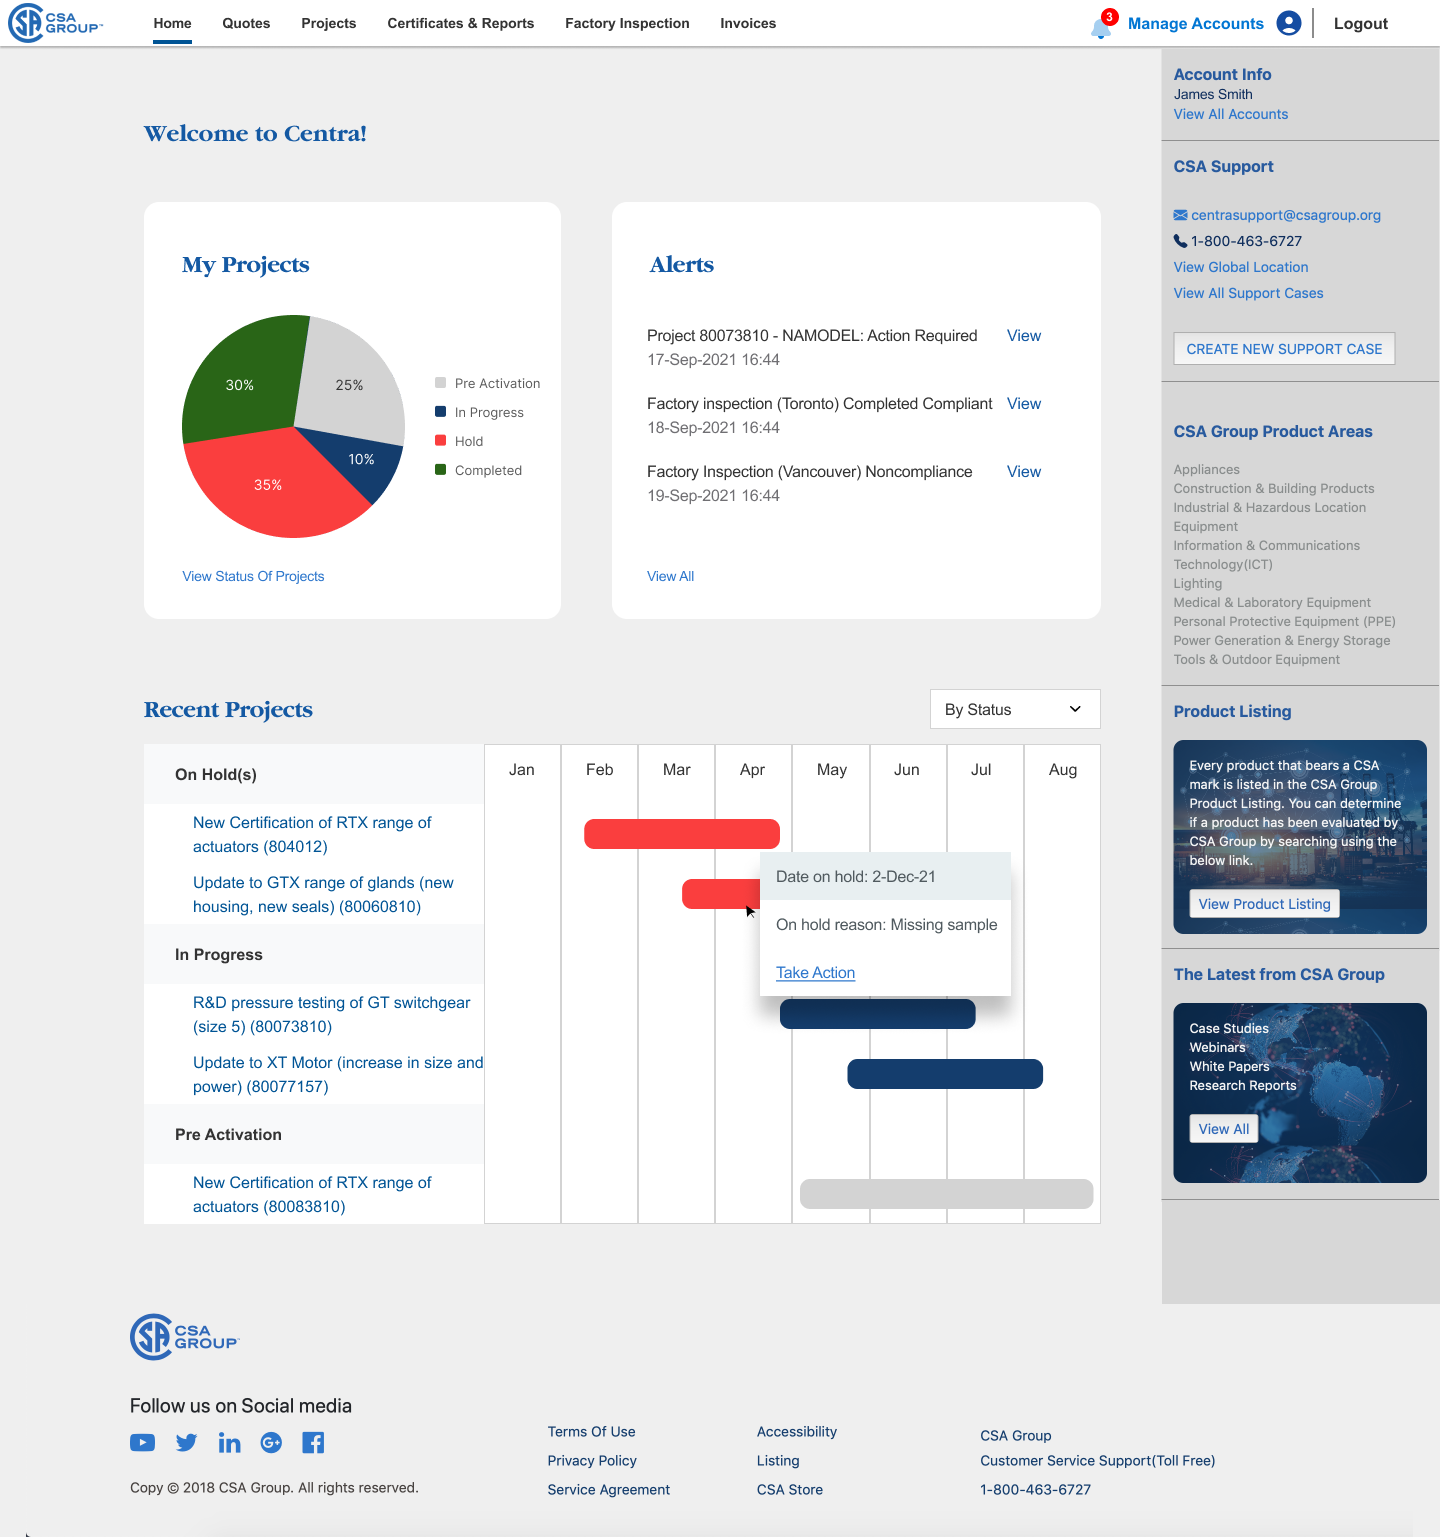 CSA
GROUP™
Home
Quotes
Projects
Certificates & Reports
Factory Inspection
Invoices
3
Manage Accounts
Logout
Welcome to Centra!
My Projects
30%
25%
10%
35%
Pre Activation
In Progress
Hold
Completed
View Status Of Projects
Alerts
Project 80073810 - NAMODEL: Action Required View
17-Sep-2021 16:44
Factory inspection (Toronto) Completed Compliant View
18-Sep-2021 16:44
Factory Inspection (Vancouver) Noncompliance View
19-Sep-2021 16:44
View All
Recent Projects
By Status
Jan Feb Mar Apr May Jun Jul Aug
On Hold(s)
New Certification of RTX range of
actuators (804012)
Update to GTX range of glands (new
housing, new seals) (80060810)
In Progress
R&D pressure testing of GT switchgear
(size 5) (80073810)
Update to XT Motor (increase in size and
power) (80077157)
Pre Activation
New Certification of RTX range of
actuators (80083810)
Date on hold: 2-Dec-21
On hold reason: Missing sample
Take Action
Account Info
James Smith
View All Accounts
CSA Support
centrasupport@csagroup.org
1-800-463-6727
View Global Location
View All Support Cases
CREATE NEW SUPPORT CASE
CSA Group Product Areas
Appliances
Construction & Building Products
Industrial & Hazardous Location
Equipment
Information & Communications
Technology(ICT)
Lighting
Medical & Laboratory Equipment
Personal Protective Equipment (PPE)
Power Generation & Energy Storage
Tools & Outdoor Equipment
Product Listing
Every product that bears a CSA
mark is listed in the CSA Group
Product Listing. You can determine
if a product has been evaluated by
CSA Group by searching using the
below link.
View Product Listing
The Latest from CSA Group
Case Studies
Webinars
White Papers
Research Reports
View All
CSA
GROUP™
Follow us on Social media
Copy © 2018 CSA Group. All rights reserved.
Terms Of Use
Privacy Policy
Service Agreement
Accessibility
Listing
CSA Store
CSA Group
Customer Service Support(Toll Free)
1-800-463-6727